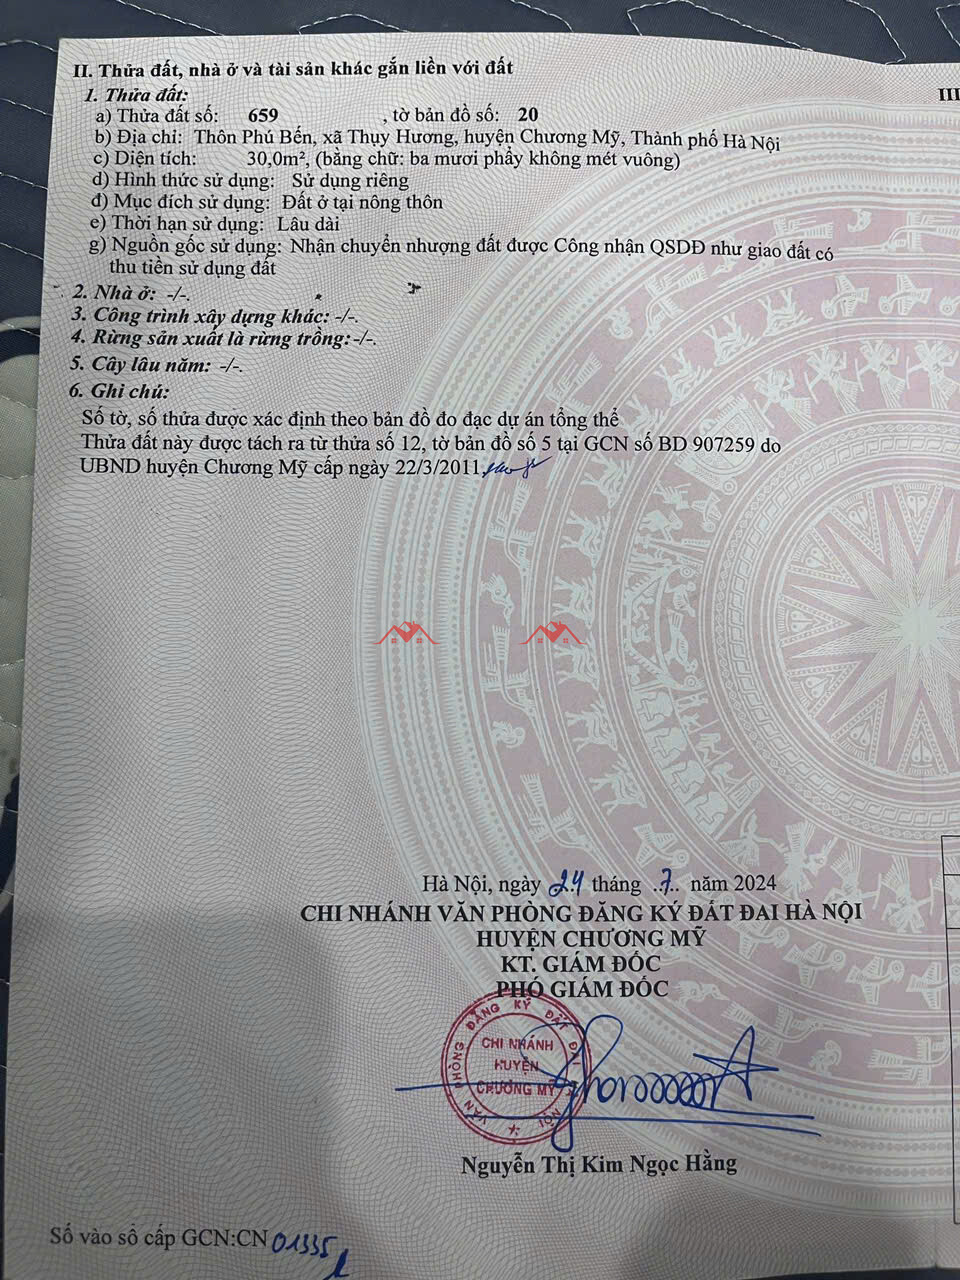 II. Thửa đất, nhà ở và tài sản khác gắn liền với đất
III
1. Thửa đất:
a) Thửa đất số: 659 , tờ bản đồ số: 20
b) Địa chỉ: Thôn Phú Bến, xã Thụy Hương, huyện Chương Mỹ, Thành phố Hà Nội
c) Diện tích: 30,0m², (bằng chữ: ba mươi phẩy không mét vuông)
d) Hình thức sử dụng: Sử dụng riêng
đ) Mục đích sử dụng: Đất ở tại nông thôn
e) Thời hạn sử dụng: Lâu dài
g) Nguồn gốc sử dụng: Nhận chuyển nhượng đất được Công nhận QSDĐ như giao đất có
thu tiền sử dụng đất
2. Nhà ở: -/-.
3. Công trình xây dựng khác: -/-.
4. Rừng sản xuất là rừng trồng: -/-.
5. Cây lâu năm: -/-.
6. Ghi chú:
Số tờ, số thửa được xác định theo bản đồ đo đạc dự án tổng thể
Thửa đất này được tách ra từ thửa số 12, tờ bản đồ số 5 tại GCN số BD 907259 do
UBND huyện Chương Mỹ cấp ngày 22/3/2011
Hà Nội, ngày 24 tháng ..7.. năm 2024
CHI NHÁNH VĂN PHÒNG ĐĂNG KÝ ĐẤT ĐAI HÀ NỘI
HUYỆN CHƯƠNG MỸ
KT. GIÁM ĐỐC
PHÓ GIÁM ĐỐC
VĂN PHÒNG ĐĂNG KÝ ĐẤT ĐAI HÀ NỘI
CHI NHÁNH
HUYỆN
CHƯƠNG MỸ
Nguyễn Thị Kim Ngọc Hằng
Số vào sổ cấp GCN:CN 01335